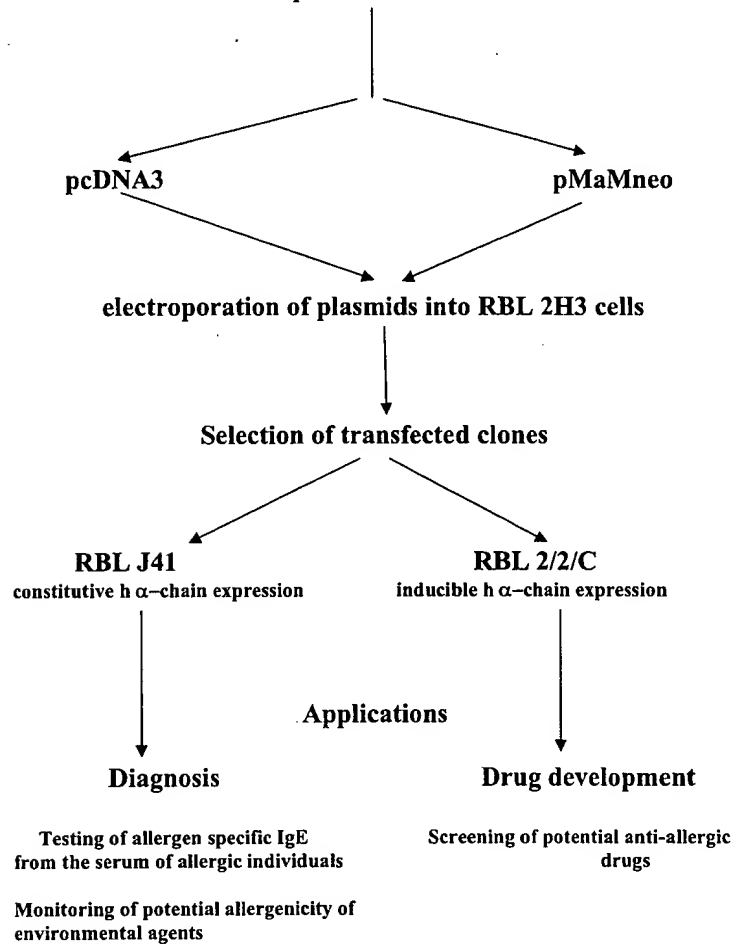 pcDNA3
pMaMneo
electroporation of plasmids into RBL 2H3 cells
Selection of transfected clones
RBL J41
constitutive h α–chain expression
RBL 2/2/C
inducible h α–chain expression
Applications
Diagnosis
Drug development
Testing of allergen specific IgE
from the serum of allergic individuals
Screening of potential anti-allergic
drugs
Monitoring of potential allergenicity of
environmental agents